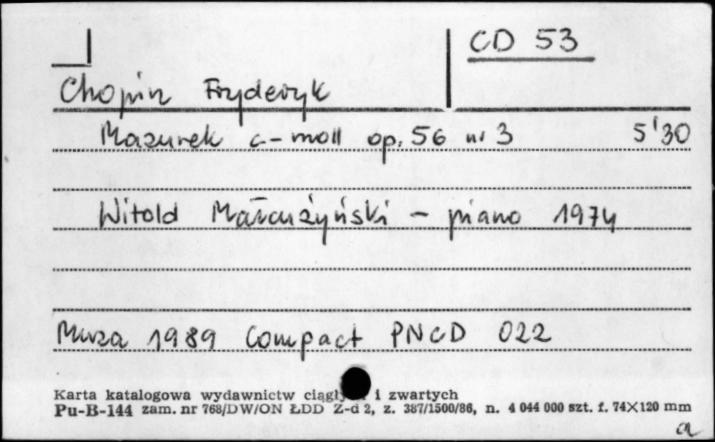 CD 53
Chopin Fryderyk
Mazurek c-moll op. 56 nr 3 5'30
Witold Małcużyński - piano 1974
Muza 1989 Compact PNCD 022
Karta katalogowa wydawnictw ciągłych i zwartych
Pu-B-144 zam. nr 768/DW/ON ŁDD Z-d 2, z. 387/1500/86, n. 4 044 000 szt. f. 74X120 mm
a